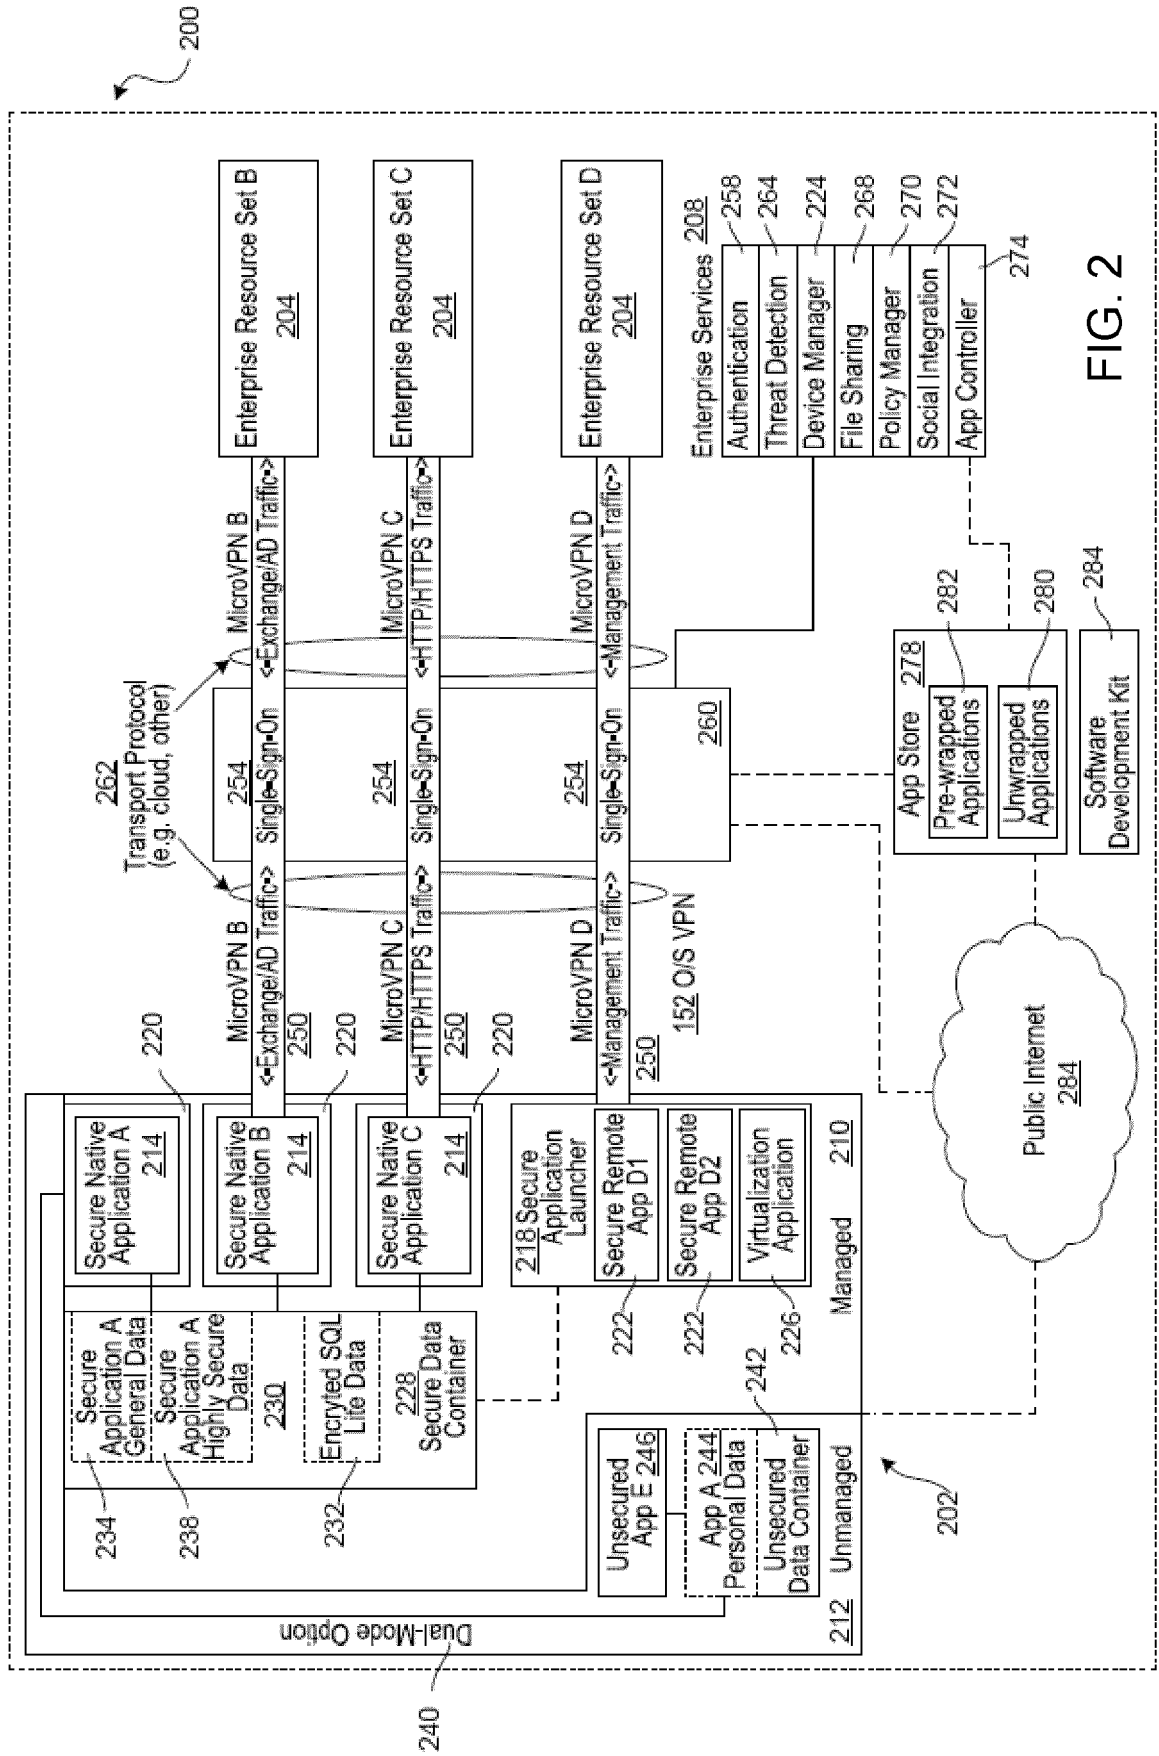 200
262
Transport Protocol
(e.g. cloud, other)
MicroVPN B
MicroVPN B
<-Exchange/AD Traffic->
Single-Sign-On
<-Exchange/AD Traffic->
254
250
Enterprise Resource Set B
204
MicroVPN C
MicroVPN C
<-HTTP/HTTPS Traffic->
Single-Sign-On
<-HTTP/HTTPS Traffic->
254
250
Enterprise Resource Set C
204
MicroVPN D
MicroVPN D
<-Management Traffic->
Single-Sign-On
<-Management Traffic->
254
250
Enterprise Resource Set D
204
152 O/S VPN
260
Dual-Mode Option
240
Secure
Application A
General Data
234
Secure
Application A
Highly Secure
Data
238
230
Encryted SQL
Lite Data
232
228
Secure Data
Container
Secure Native
Application A
214
220
Secure Native
Application B
214
220
Secure Native
Application C
214
220
218 Secure
Application
Launcher
Secure Remote
App D1
222
Secure Remote
App D2
222
Virtualization
Application
226
Unsecured
App E 246
App A 244
Personal Data
Unsecured
Data Container
242
212 Unmanaged
Managed 210
202
Enterprise Services 208
Authentication
258
Threat Detection
264
Device Manager
224
File Sharing
268
Policy Manager
270
Social Integration
272
App Controller
274
App Store 278
Pre-wrapped
Applications
282
Unwrapped
Applications
280
Software
Development Kit
284
Public Internet
284
FIG. 2